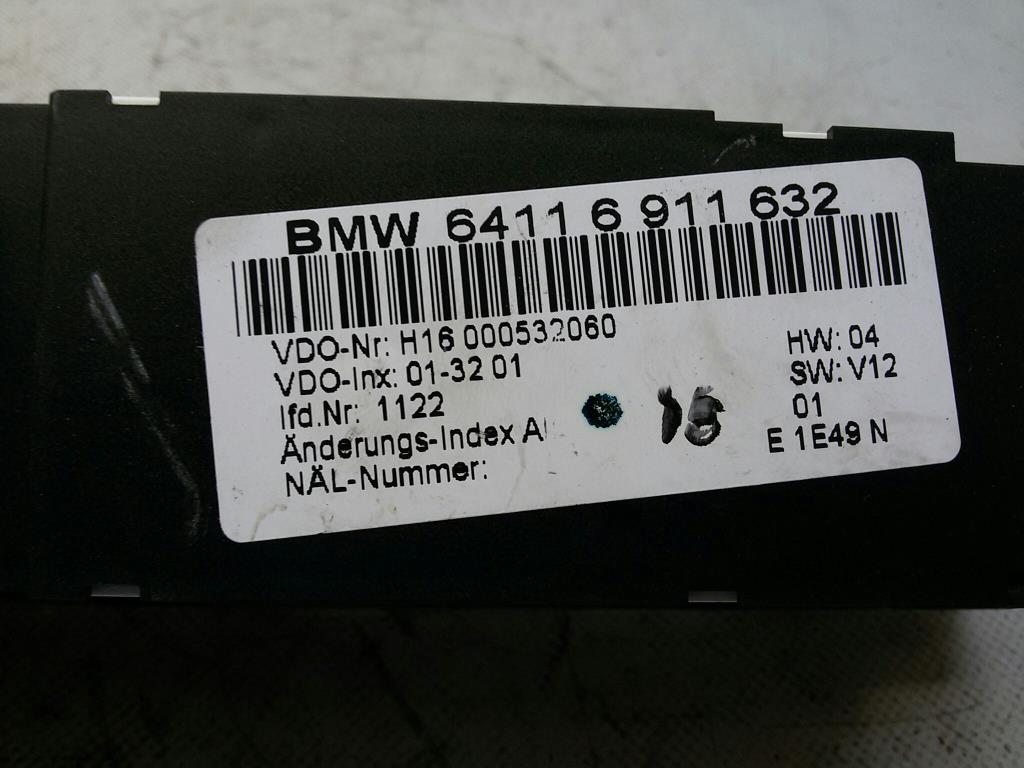 BMW 6411 6 911 632
VDO-Nr: H16 000532060
VDO-Inx: 01-32 01
lfd.Nr: 1122
Änderungs-Index A
NÄL-Nummer:
HW: 04
SW: V12
01
E 1E49 N
16